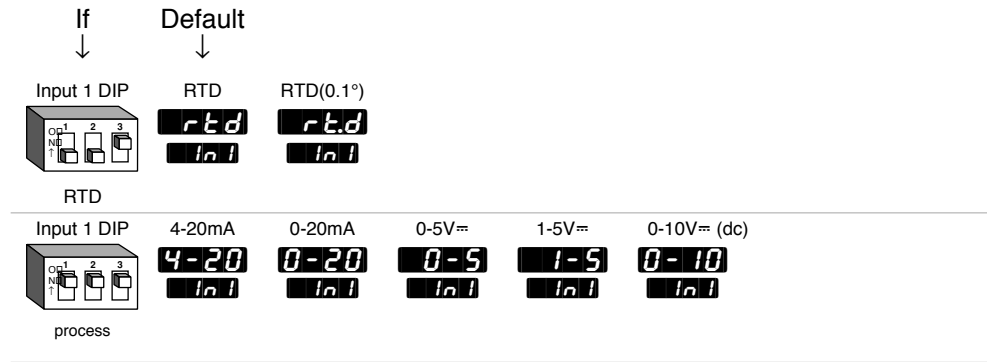 If Default
↓ ↓
Input 1 DIP RTD RTD(0.1°)
rtd rt.d
In1 In1
O 1 2 3
N
↑
RTD
Input 1 DIP 4-20mA 0-20mA 0-5V⎓ 1-5V⎓ 0-10V⎓ (dc)
4-20 0-20 0-5 1-5 0-10
In1 In1 In1 In1 In1
O 1 2 3
N
↑
process